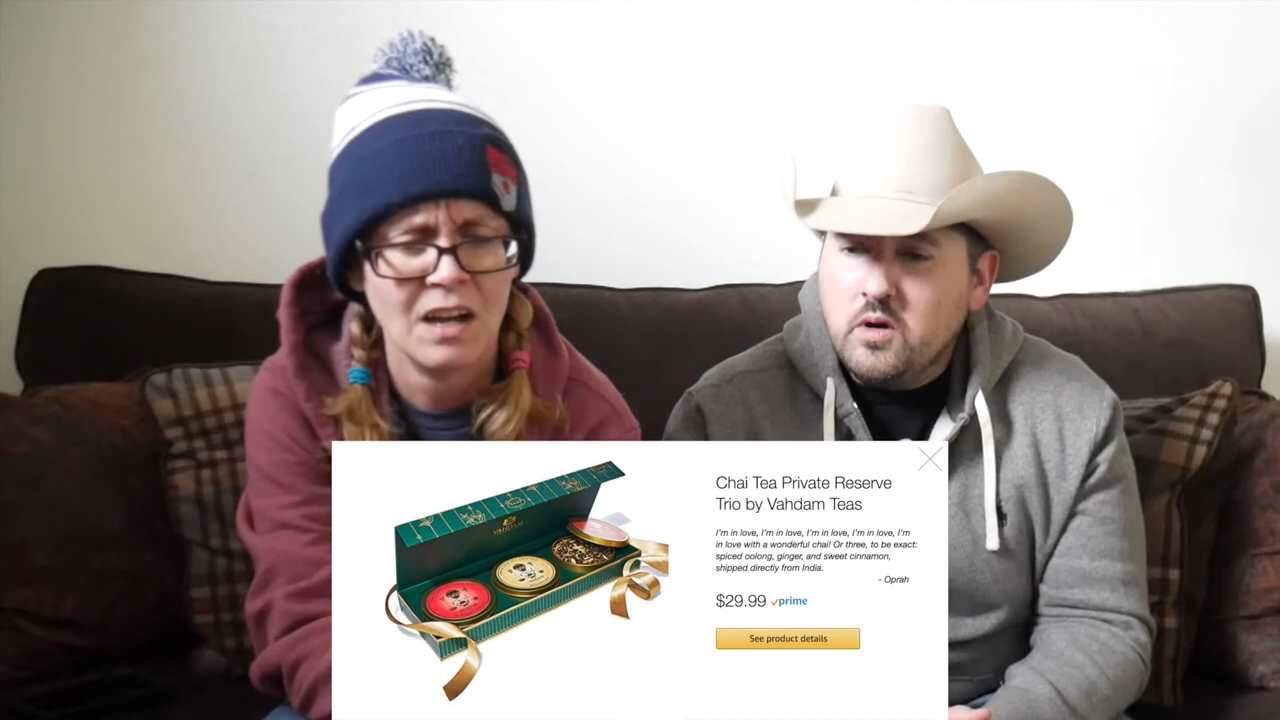 VAHDAM
Chai Tea Private Reserve
Trio by Vahdam Teas
I'm in love, I'm in love, I'm in love, I'm in love, I'm
in love with a wonderful chai! Or three, to be exact:
spiced oolong, ginger, and sweet cinnamon,
shipped directly from India.
- Oprah
$29.99 prime
See product details